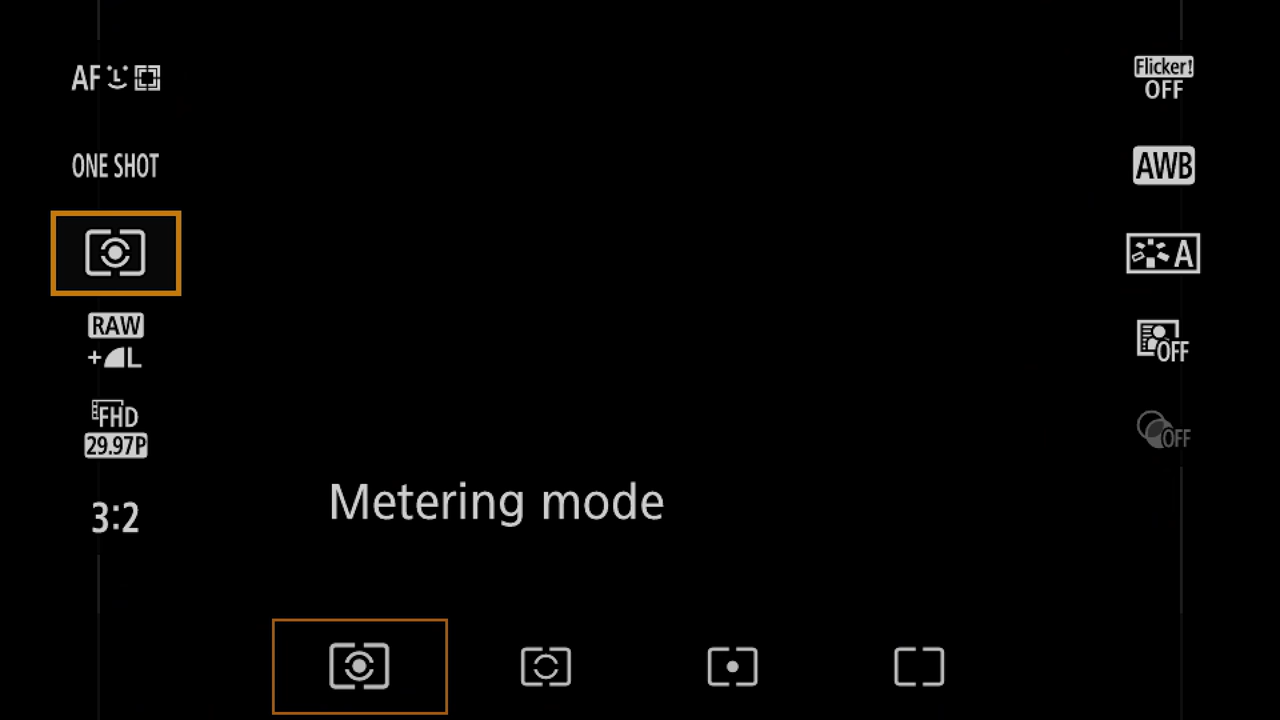 AF
ONE SHOT
RAW
+L
FHD
29.97P
3:2
Flicker!
OFF
AWB
A
OFF
OFF
Metering mode